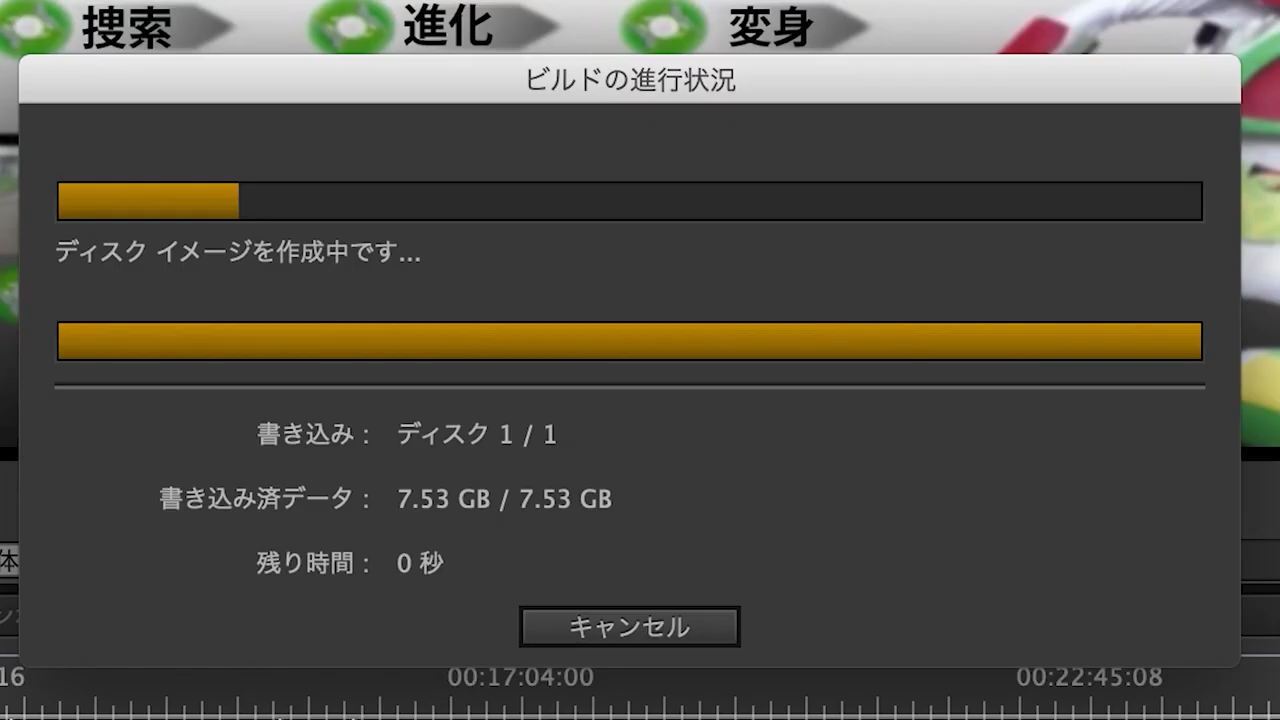 捜索
進化
変身
ビルドの進行状況
ディスク イメージを作成中です...
書き込み： ディスク 1 / 1
書き込み済データ： 7.53 GB / 7.53 GB
残り時間： 0 秒
キャンセル
体
16 00:17:04:00 00:22:45:08